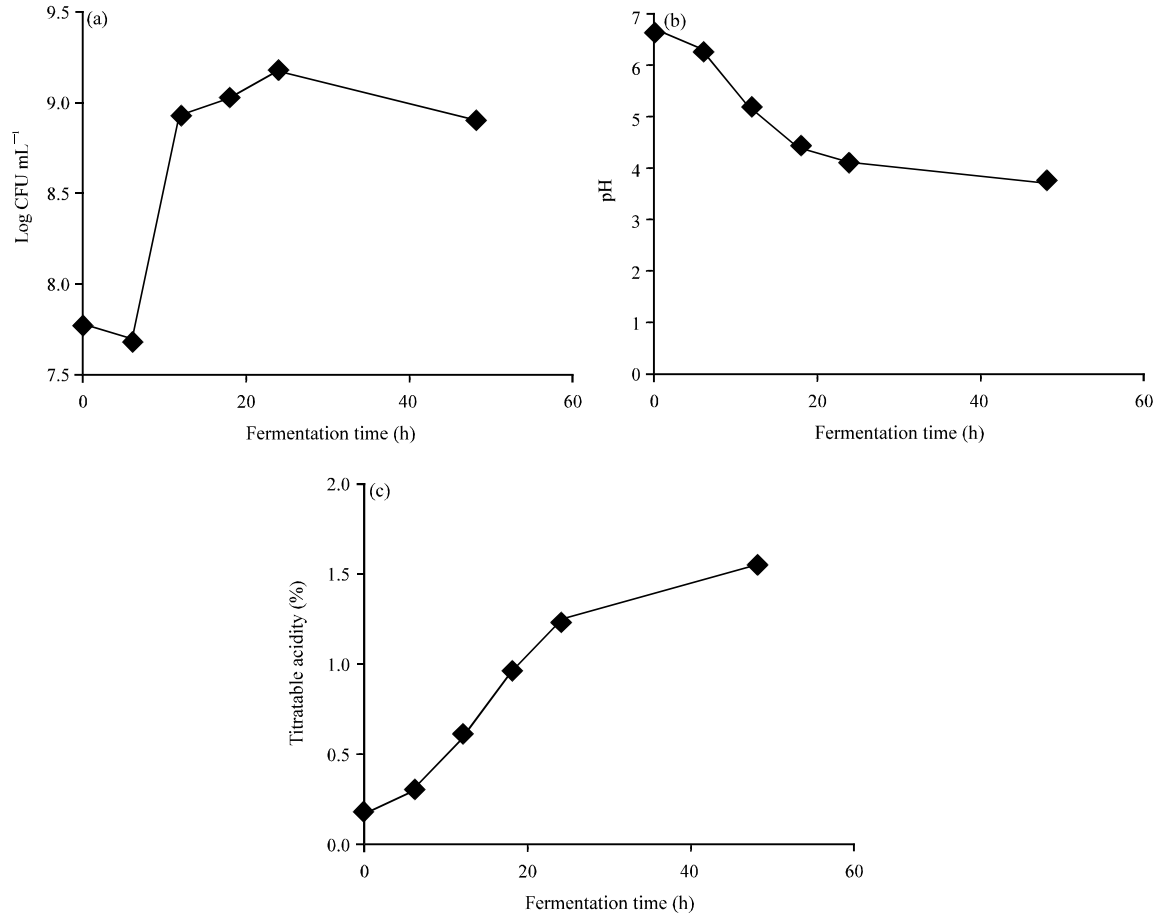 (a)
9.5
9.0
8.5
8.0
7.5
Log CFU mL⁻¹
0 20 40 60
Fermentation time (h)
(b)
7
6
5
4
3
2
1
0
pH
0 20 40 60
Fermentation time (h)
(c)
2.0
1.5
1.0
0.5
0.0
Titratable acidity (%)
0 20 40 60
Fermentation time (h)